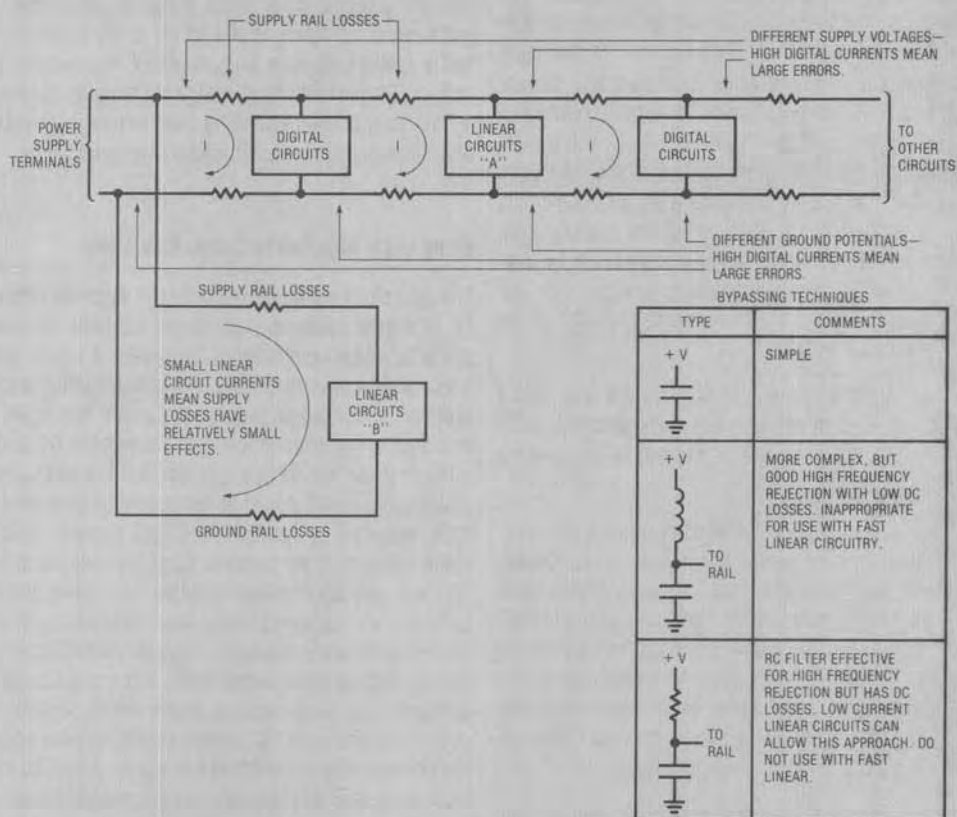 SUPPLY RAIL LOSSES
DIFFERENT SUPPLY VOLTAGES—
HIGH DIGITAL CURRENTS MEAN
LARGE ERRORS.
POWER
SUPPLY
TERMINALS
I
DIGITAL
CIRCUITS
I
LINEAR
CIRCUITS
"A"
I
DIGITAL
CIRCUITS
TO
OTHER
CIRCUITS
DIFFERENT GROUND POTENTIALS—
HIGH DIGITAL CURRENTS MEAN
LARGE ERRORS.
SUPPLY RAIL LOSSES
SMALL LINEAR
CIRCUIT CURRENTS
MEAN SUPPLY
LOSSES HAVE
RELATIVELY SMALL
EFFECTS.
LINEAR
CIRCUITS
"B"
GROUND RAIL LOSSES
BYPASSING TECHNIQUES
TYPE COMMENTS
+ V
SIMPLE
+ V
TO
RAIL
MORE COMPLEX, BUT
GOOD HIGH FREQUENCY
REJECTION WITH LOW DC
LOSSES. INAPPROPRIATE
FOR USE WITH FAST
LINEAR CIRCUITRY.
+ V
TO
RAIL
RC FILTER EFFECTIVE
FOR HIGH FREQUENCY
REJECTION BUT HAS DC
LOSSES. LOW CURRENT
LINEAR CIRCUITS CAN
ALLOW THIS APPROACH. DO
NOT USE WITH FAST
LINEAR.